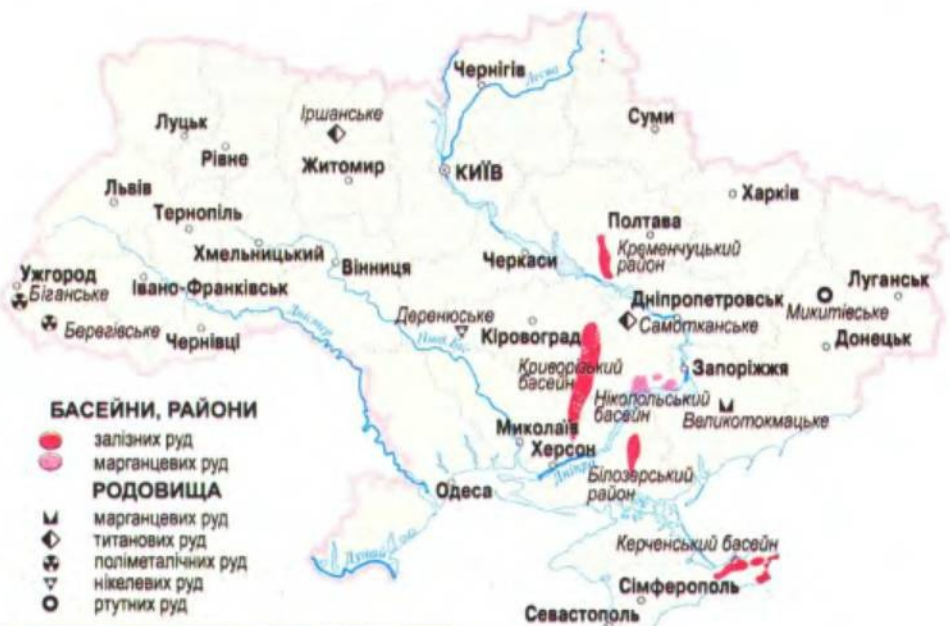 Чернігів
Десна
Іршанське
Суми
Луцьк
Рівне
Житомир
КИЇВ
Харків
Львів
Тернопіль
Полтава
Хмельницький
Вінниця
Черкаси
Кременчуцький
район
Ужгород
Біганське
Івано-Франківськ
Луганськ
Дніпропетровськ
Микитівське
Берегівське
Чернівці
Дністер
Деренюське
Кіровоград
Самотканське
Донецьк
Криворізький
басейн
Запоріжжя
Нікопольський
басейн
Великотокмацьке
Миколаїв
Херсон
Дніпро
Білозерський
район
Одеса
Дунай
Керченський басейн
Сімферополь
Севастополь
БАСЕЙНИ, РАЙОНИ
залізних руд
марганцевих руд
РОДОВИЩА
марганцевих руд
титанових руд
поліметалічних руд
нікелевих руд
ртутних руд